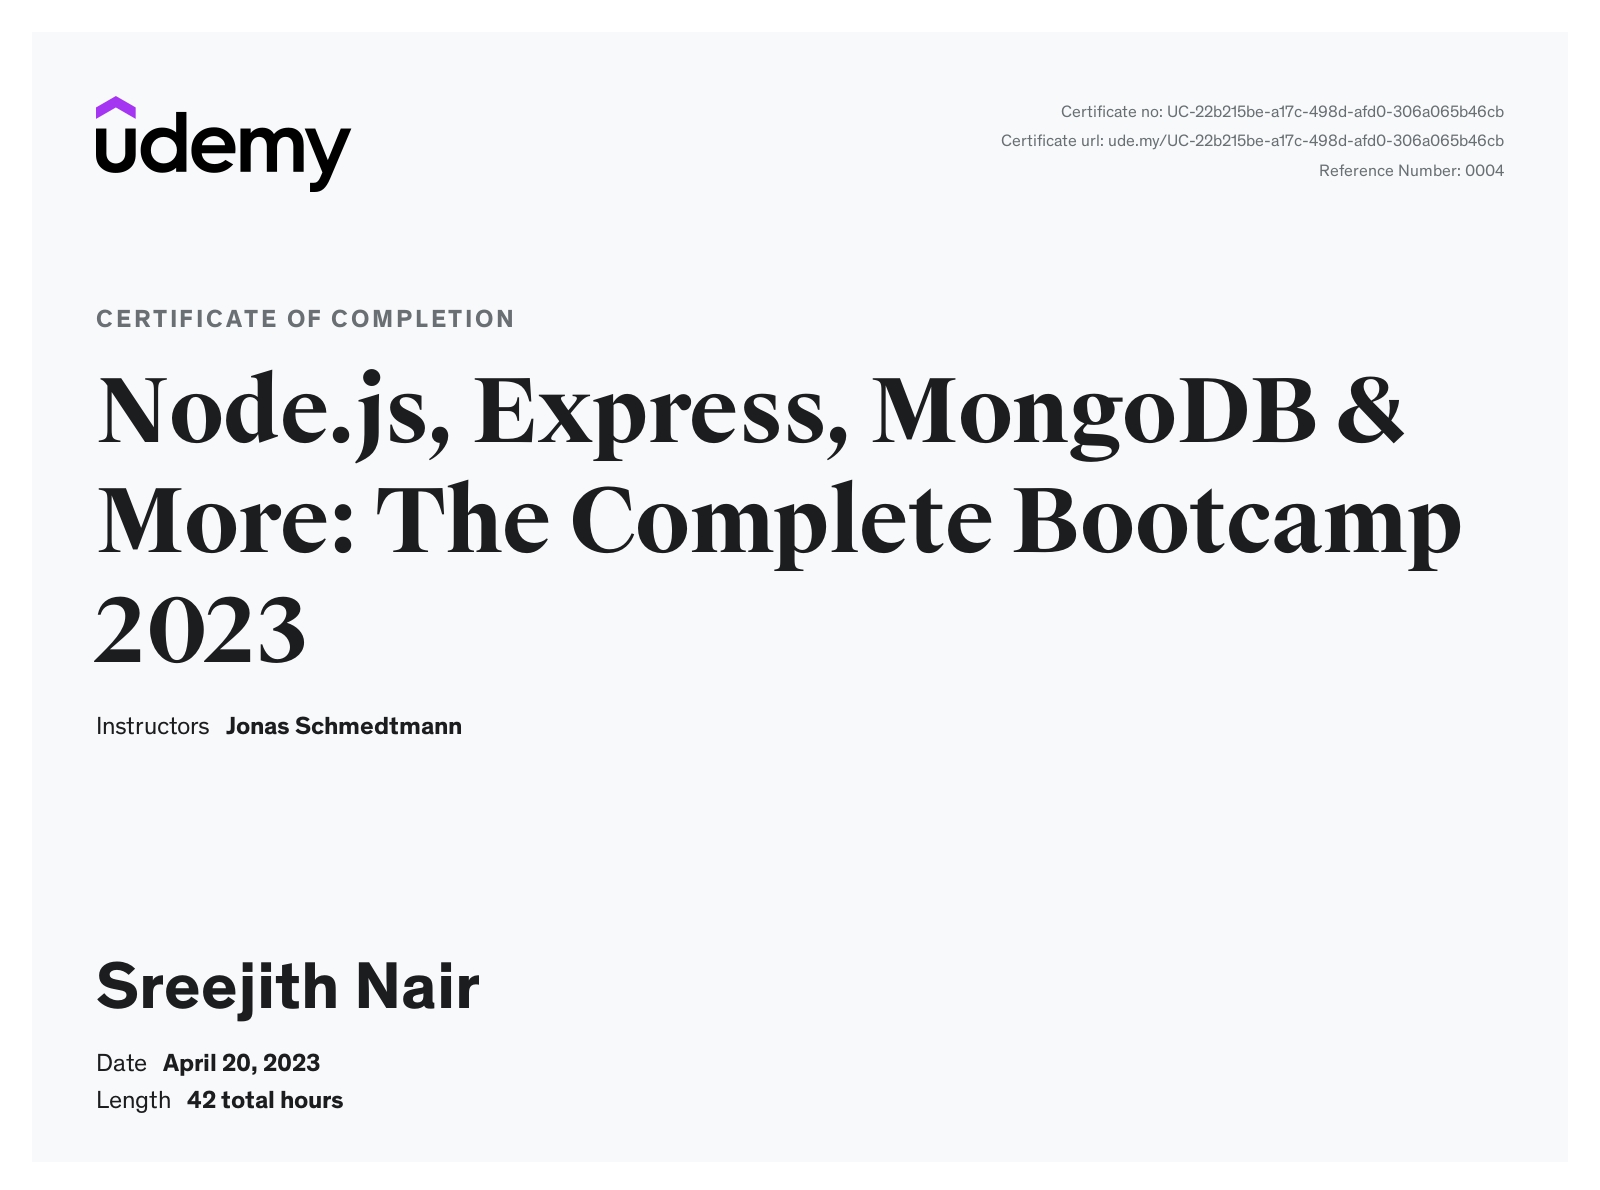 udemy
Certificate no: UC-22b215be-a17c-498d-afd0-306a065b46cb
Certificate url: ude.my/UC-22b215be-a17c-498d-afd0-306a065b46cb
Reference Number: 0004
CERTIFICATE OF COMPLETION
Node.js, Express, MongoDB &
More: The Complete Bootcamp
2023
Instructors Jonas Schmedtmann
Sreejith Nair
Date April 20, 2023
Length 42 total hours